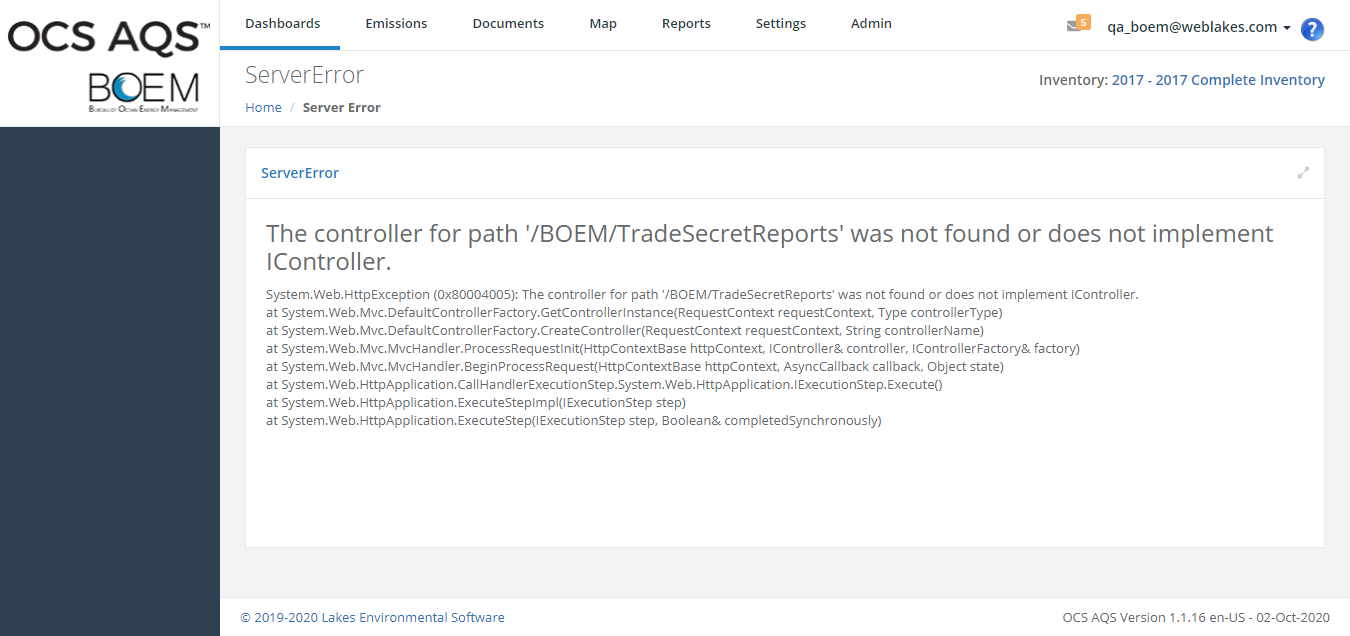 OCS AQS™
BOEM
BUREAU OF OCEAN ENERGY MANAGEMENT
Dashboards
Emissions
Documents
Map
Reports
Settings
Admin
5
qa_boem@weblakes.com
?
ServerError
Home / Server Error
Inventory: 2017 - 2017 Complete Inventory
ServerError
The controller for path '/BOEM/TradeSecretReports' was not found or does not implement
IController.
System.Web.HttpException (0x80004005): The controller for path '/BOEM/TradeSecretReports' was not found or does not implement IController.
at System.Web.Mvc.DefaultControllerFactory.GetControllerInstance(RequestContext requestContext, Type controllerType)
at System.Web.Mvc.DefaultControllerFactory.CreateController(RequestContext requestContext, String controllerName)
at System.Web.Mvc.MvcHandler.ProcessRequestInit(HttpContextBase httpContext, IController& controller, IControllerFactory& factory)
at System.Web.Mvc.MvcHandler.BeginProcessRequest(HttpContextBase httpContext, AsyncCallback callback, Object state)
at System.Web.HttpApplication.CallHandlerExecutionStep.System.Web.HttpApplication.IExecutionStep.Execute()
at System.Web.HttpApplication.ExecuteStepImpl(IExecutionStep step)
at System.Web.HttpApplication.ExecuteStep(IExecutionStep step, Boolean& completedSynchronously)
© 2019-2020 Lakes Environmental Software
OCS AQS Version 1.1.16 en-US - 02-Oct-2020